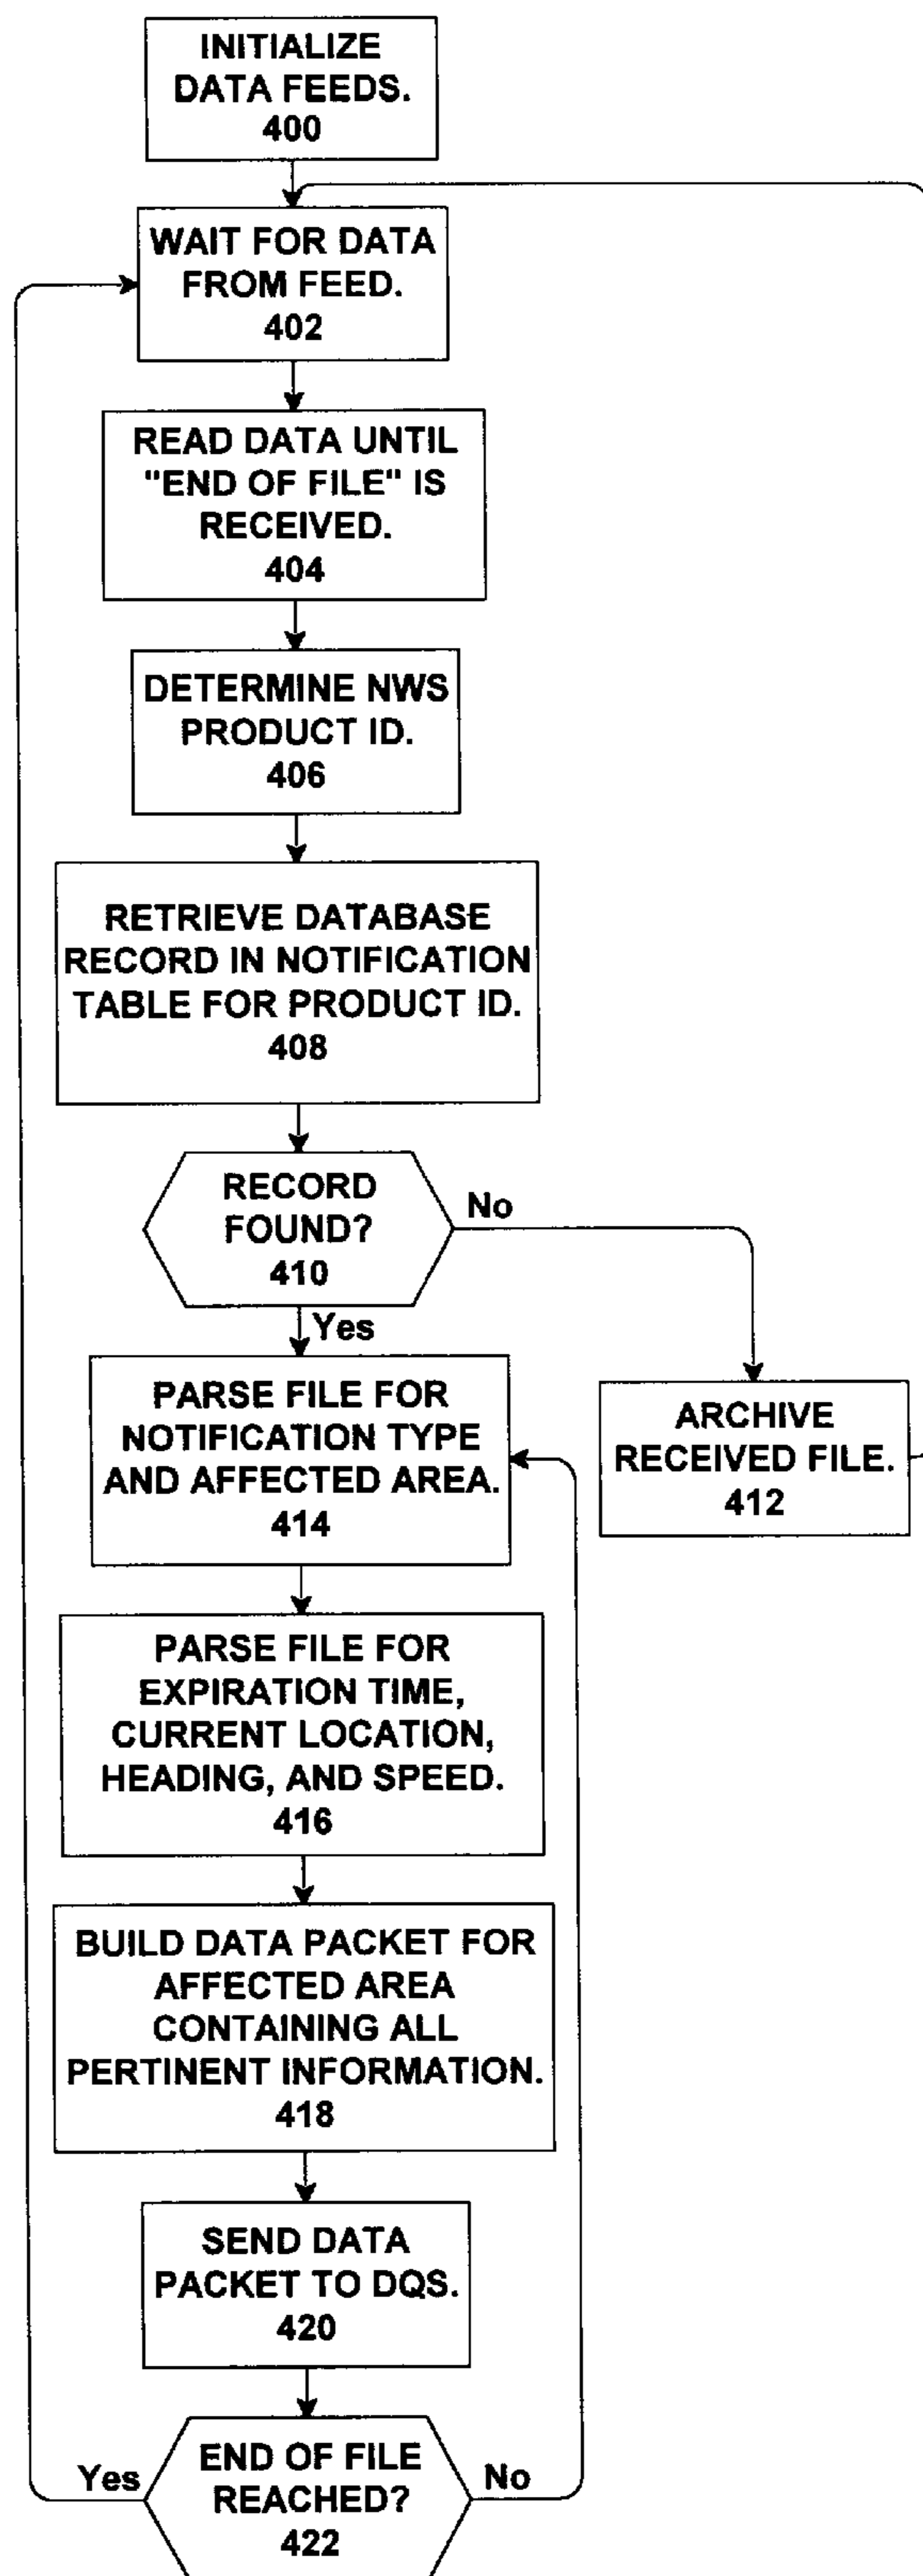 INITIALIZE
DATA FEEDS.
400
WAIT FOR DATA
FROM FEED.
402
READ DATA UNTIL
"END OF FILE" IS
RECEIVED.
404
DETERMINE NWS
PRODUCT ID.
406
RETRIEVE DATABASE
RECORD IN NOTIFICATION
TABLE FOR PRODUCT ID.
408
RECORD
FOUND?
410
No
Yes
PARSE FILE FOR
NOTIFICATION TYPE
AND AFFECTED AREA.
414
ARCHIVE
RECEIVED FILE.
412
PARSE FILE FOR
EXPIRATION TIME,
CURRENT LOCATION,
HEADING, AND SPEED.
416
BUILD DATA PACKET FOR
AFFECTED AREA
CONTAINING ALL
PERTINENT INFORMATION.
418
SEND DATA
PACKET TO DQS.
420
END OF FILE
REACHED?
422
Yes
No